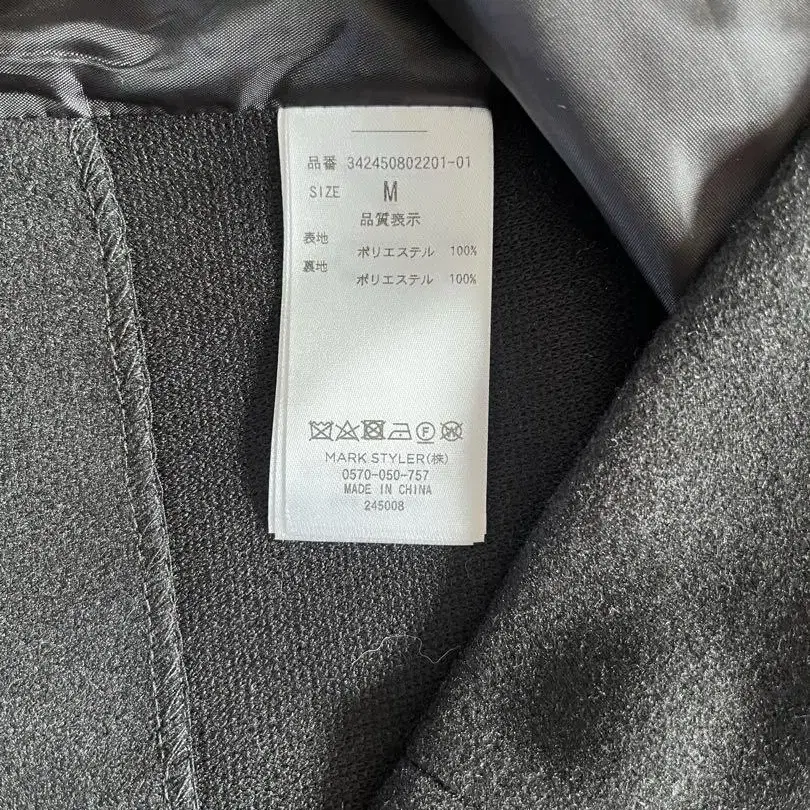 品番 342450802201-01
SIZE M
品質表示
表地
ポリエステル 100%
裏地
ポリエステル 100%
MARK STYLER(株)
0570-050-757
MADE IN CHINA
245008